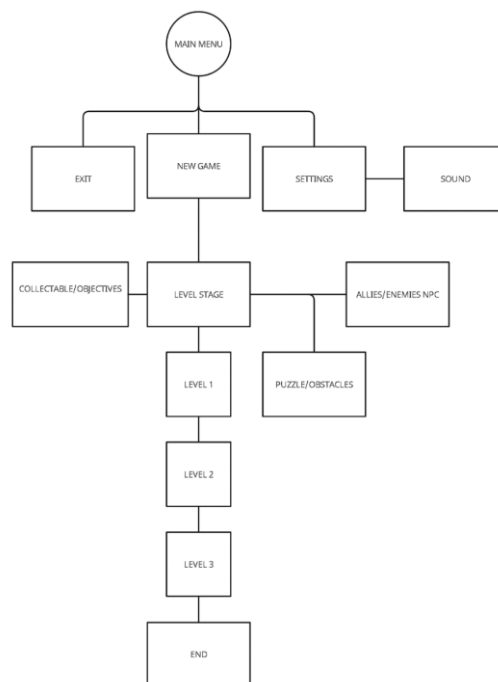 MAIN MENU
EXIT
NEW GAME
SETTINGS
SOUND
COLLECTABLE/OBJECTIVES
LEVEL STAGE
ALLIES/ENEMIES NPC
LEVEL 1
PUZZLE/OBSTACLES
LEVEL 2
LEVEL 3
END